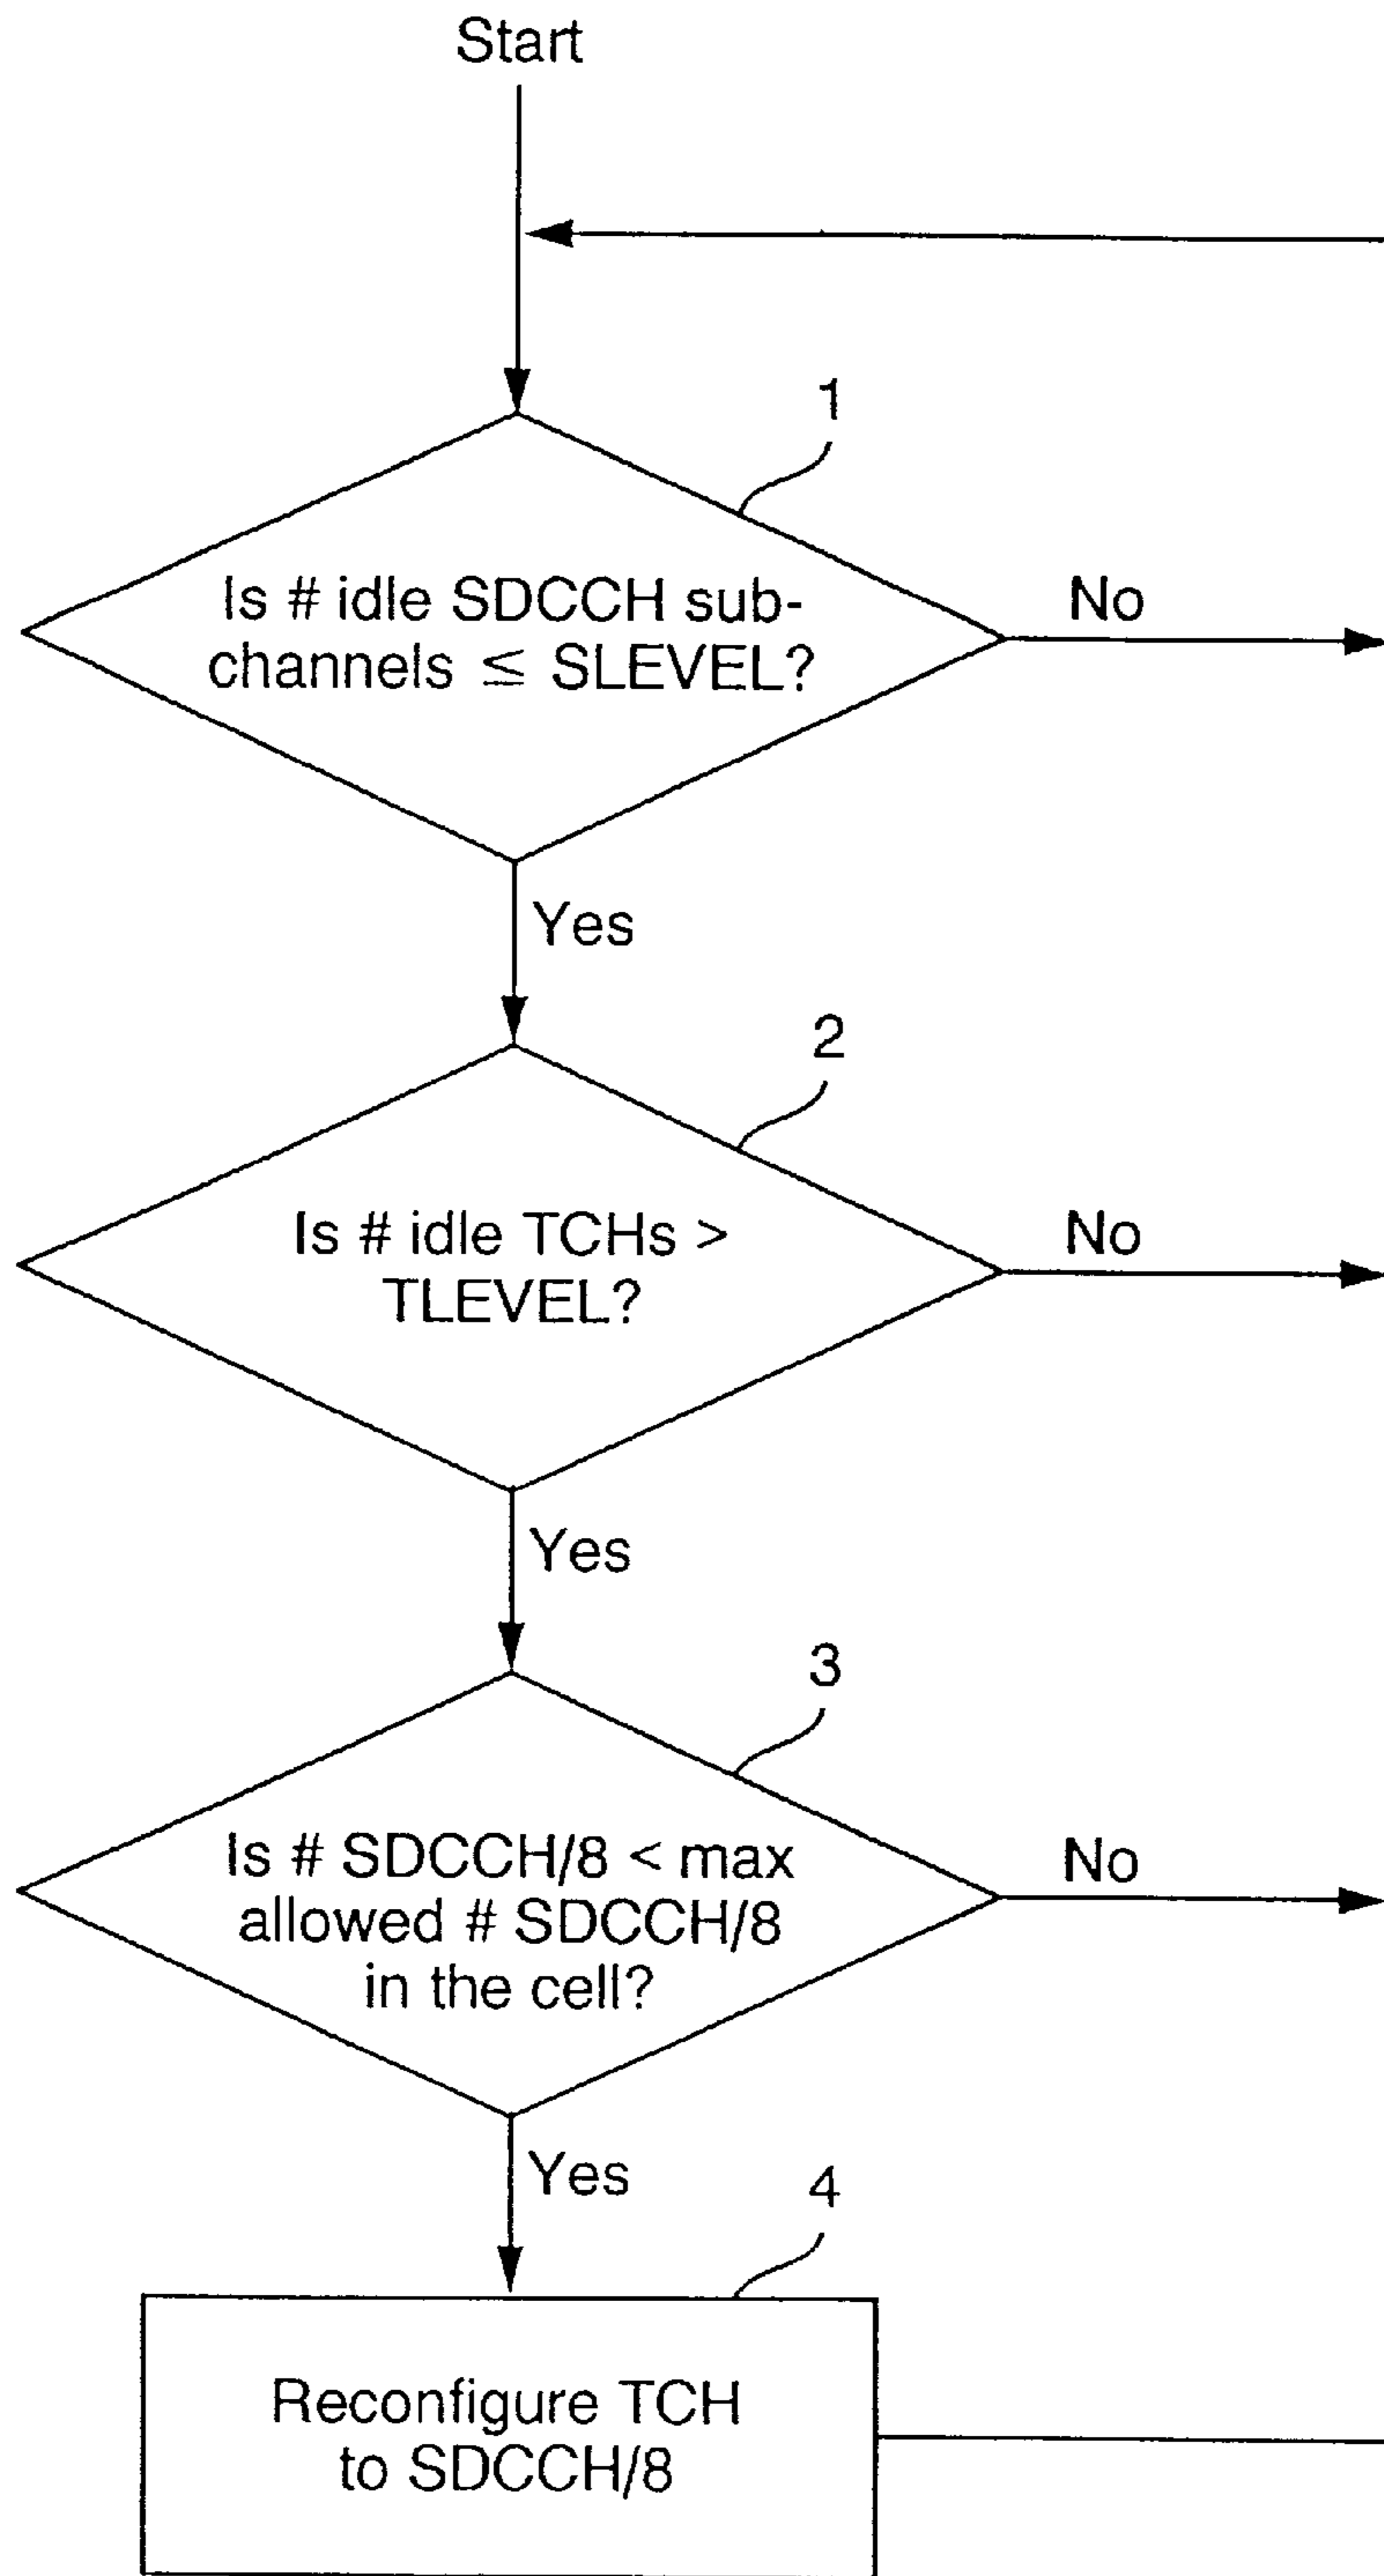 Start
1
Is # idle SDCCH sub-
channels ≦ SLEVEL?
No
Yes
2
Is # idle TCHs >
TLEVEL?
No
Yes
3
Is # SDCCH/8 < max
allowed # SDCCH/8
in the cell?
No
Yes
4
Reconfigure TCH
to SDCCH/8